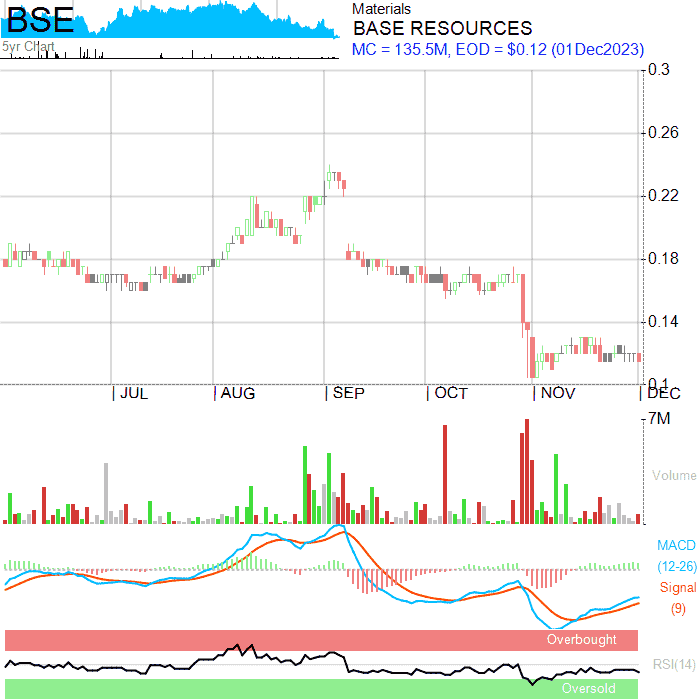 BSE
5yr Chart
Materials
BASE RESOURCES
MC = 135.5M, EOD = $0.12 (01Dec2023)
0.3
0.26
0.22
0.18
0.14
0.1
JUL
AUG
SEP
OCT
NOV
DEC
7M
Volume
MACD
(12-26)
Signal
(9)
Overbought
RSI(14)
Oversold